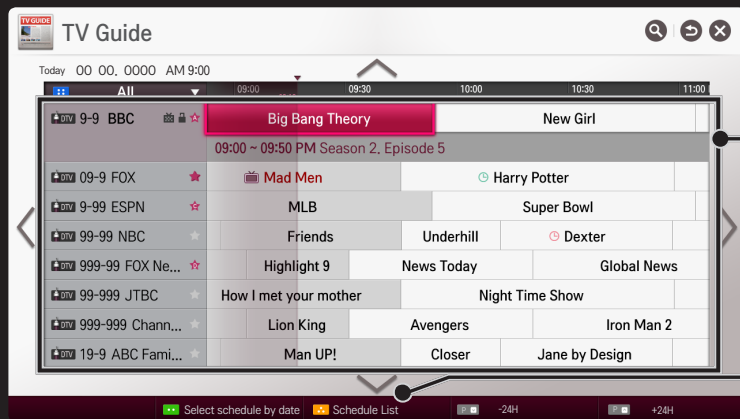 TV GUIDE
TV Guide
Today 00 00, 0000 AM 9:00
All 09:00 09:30 10:00 10:30 11:00
DTV 9-9 BBC Big Bang Theory New Girl
09:00 ~ 09:50 PM Season 2, Episode 5
DTV 09-9 FOX Mad Men Harry Potter
DTV 9-99 ESPN MLB Super Bowl
DTV 99-99 NBC Friends Underhill Dexter
DTV 999-99 FOX Ne... Highlight 9 News Today Global News
DTV 99-999 JTBC How I met your mother Night Time Show
DTV 999-999 Chann... Lion King Avengers Iron Man 2
DTV 19-9 ABC Fami... Man UP! Closer Jane by Design
Select schedule by date Schedule List P -24H P +24H